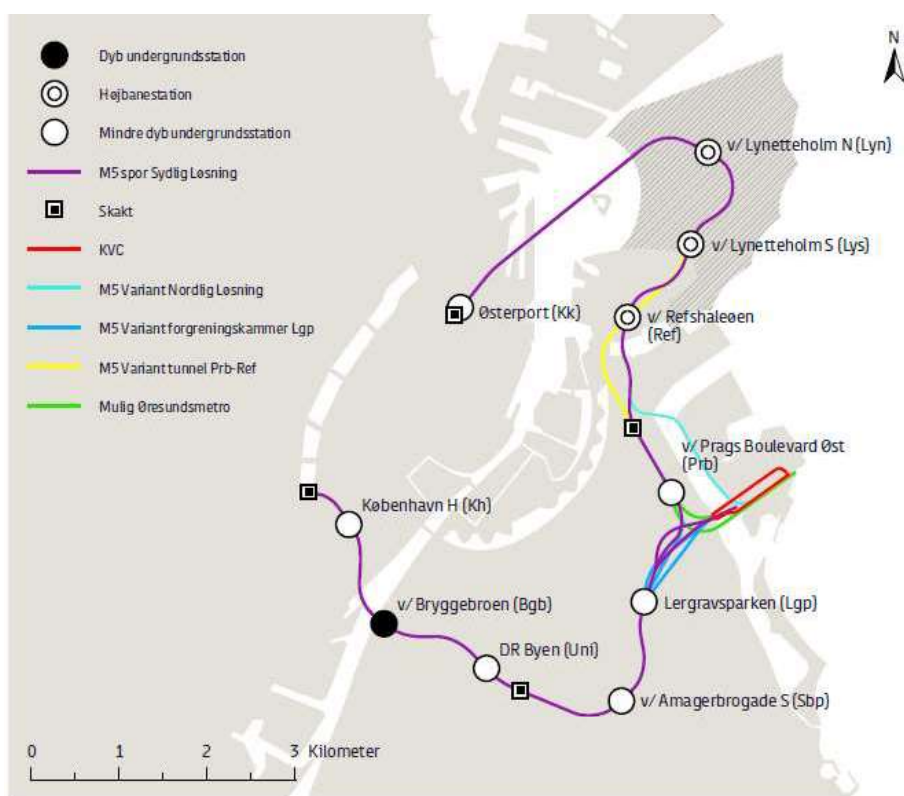 Dyb undergrundsstation
Højbanestation
Mindre dyb undergrundsstation
M5 spor Sydlig Løsning
Skakt
KVC
M5 Variant Nordlig Løsning
M5 Variant forgreningskammer Lgp
M5 Variant tunnel Prb-Ref
Mulig Øresundsmetro
N
v/ Lynetteholm N (Lyn)
v/ Lynetteholm S (Lys)
Østerport (Kk)
v/ Refshaleøen
(Ref)
v/ Prags Boulevard Øst
(Prb)
København H (Kh)
v/ Bryggebroen (Bgb)
Lergravsparken (Lgp)
DR Byen (Uni)
v/ Amagerbrogade S (Sbp)
0 1 2 3 Kilometer